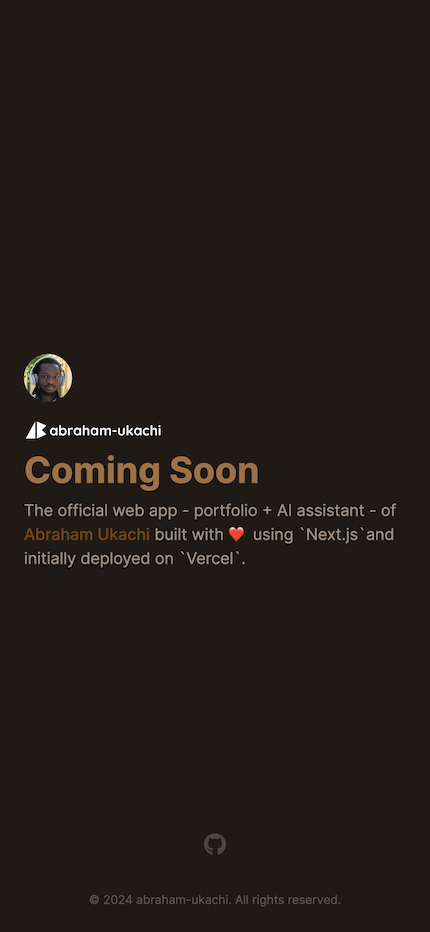 abraham-ukachi
Coming Soon
The official web app - portfolio + AI assistant - of
Abraham Ukachi built with ❤️ using `Next.js`and
initially deployed on `Vercel`.
© 2024 abraham-ukachi. All rights reserved.